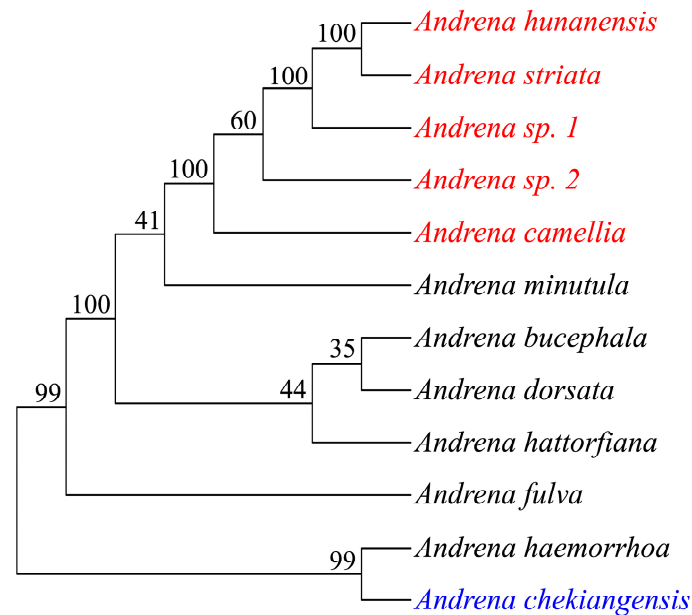 Andrena hunanensis
100
Andrena striata
100
Andrena sp. 1
60
Andrena sp. 2
100
Andrena camellia
41
Andrena minutula
100
Andrena bucephala
35
Andrena dorsata
44
99
Andrena hattorfiana
Andrena fulva
Andrena haemorrhoa
99
Andrena chekiangensis